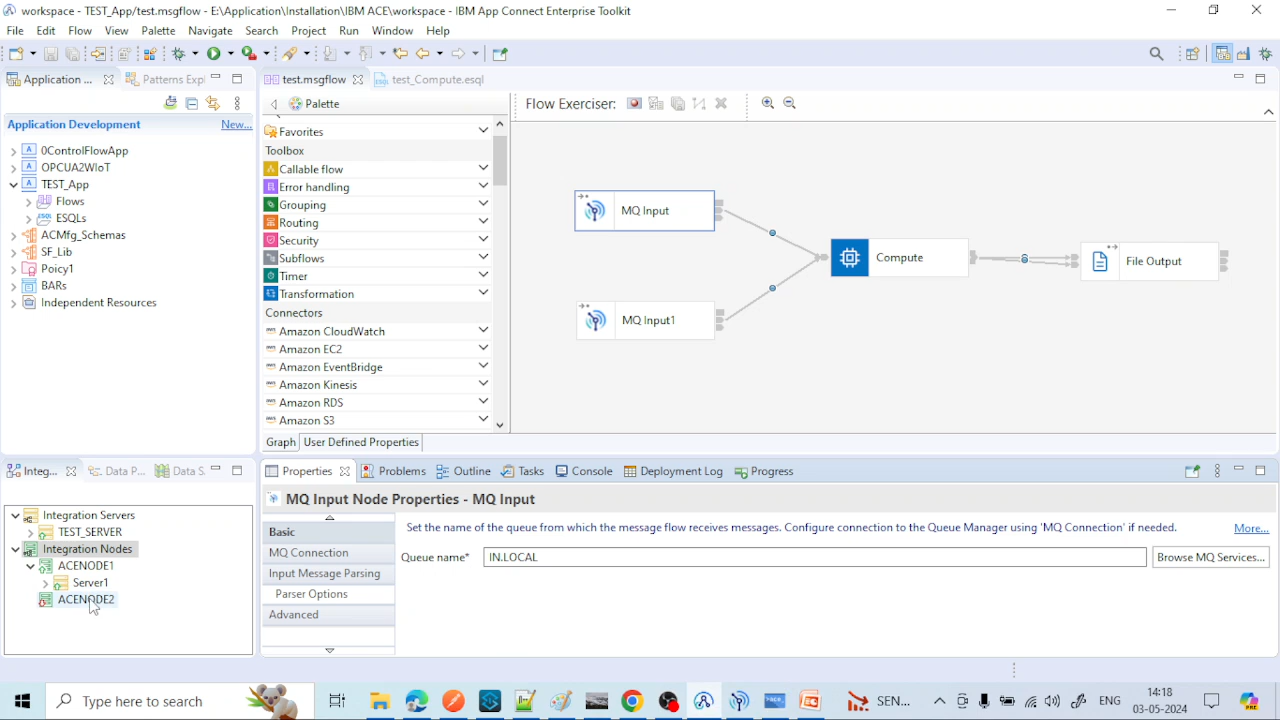 workspace - TEST_App/test.msgflow - E:\Application\Installation\IBM ACE\workspace - IBM App Connect Enterprise Toolkit
File Edit Flow View Palette Navigate Search Project Run Window Help
Application ... Patterns Expl
Application Development New...
0ControlFlowApp
OPCUA2WIoT
TEST_App
Flows
ESQLs
ACMfg_Schemas
SF_Lib
Poicy1
BARs
Independent Resources
test.msgflow test_Compute.esql
Palette
Favorites
Toolbox
Callable flow
Error handling
Grouping
Routing
Security
Subflows
Timer
Transformation
Connectors
Amazon CloudWatch
Amazon EC2
Amazon EventBridge
Amazon Kinesis
Amazon RDS
Amazon S3
Flow Exerciser:
MQ Input
Compute
File Output
MQ Input1
Graph User Defined Properties
Integ... Data P... Data S
Integration Servers
TEST_SERVER
Integration Nodes
ACENODE1
Server1
ACENODE2
Properties Problems Outline Tasks Console Deployment Log Progress
MQ Input Node Properties - MQ Input
Basic
MQ Connection
Input Message Parsing
Parser Options
Advanced
Set the name of the queue from which the message flow receives messages. Configure connection to the Queue Manager using 'MQ Connection' if needed. More...
Queue name* IN.LOCAL Browse MQ Services...
Type here to search
SEN... ENG
14:18
03-05-2024